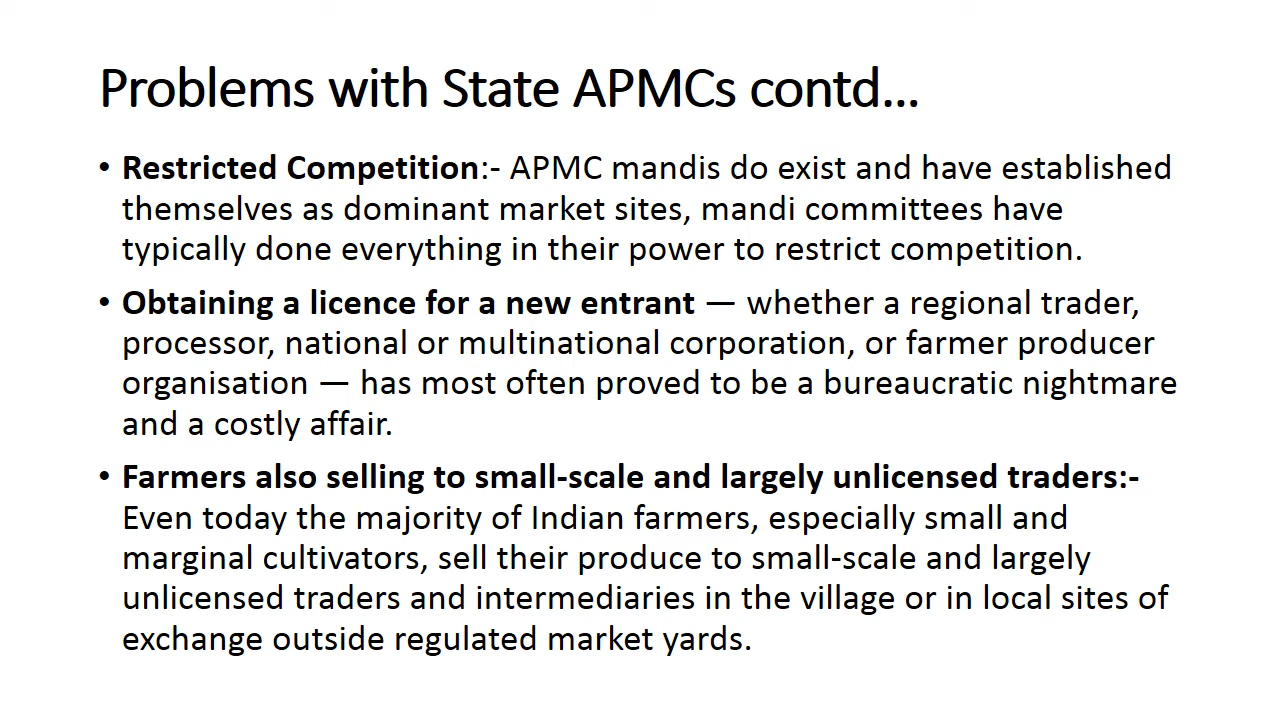 Problems with State APMCs contd...
• Restricted Competition:- APMC mandis do exist and have established
themselves as dominant market sites, mandi committees have
typically done everything in their power to restrict competition.
• Obtaining a licence for a new entrant — whether a regional trader,
processor, national or multinational corporation, or farmer producer
organisation — has most often proved to be a bureaucratic nightmare
and a costly affair.
• Farmers also selling to small-scale and largely unlicensed traders:-
Even today the majority of Indian farmers, especially small and
marginal cultivators, sell their produce to small-scale and largely
unlicensed traders and intermediaries in the village or in local sites of
exchange outside regulated market yards.